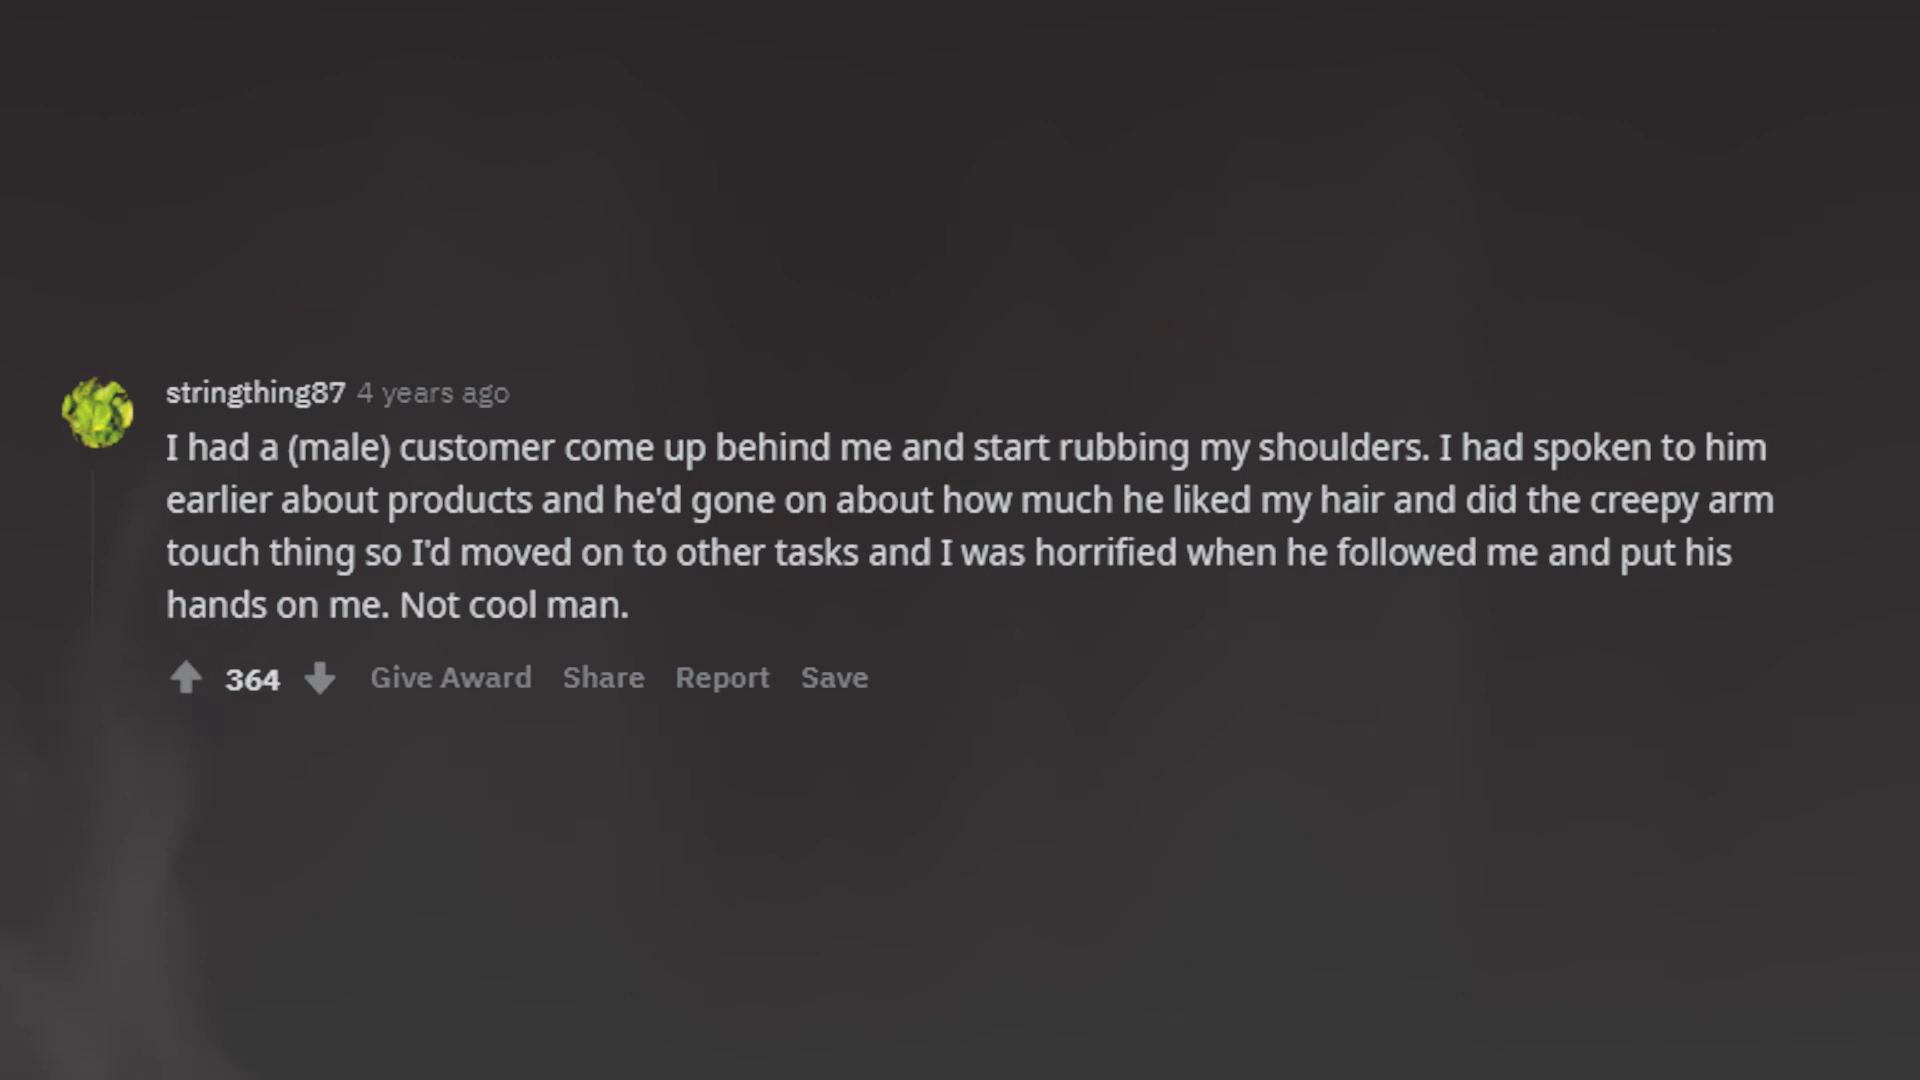 stringthing87 4 years ago
I had a (male) customer come up behind me and start rubbing my shoulders. I had spoken to him
earlier about products and he'd gone on about how much he liked my hair and did the creepy arm
touch thing so I'd moved on to other tasks and I was horrified when he followed me and put his
hands on me. Not cool man.
364 Give Award Share Report Save